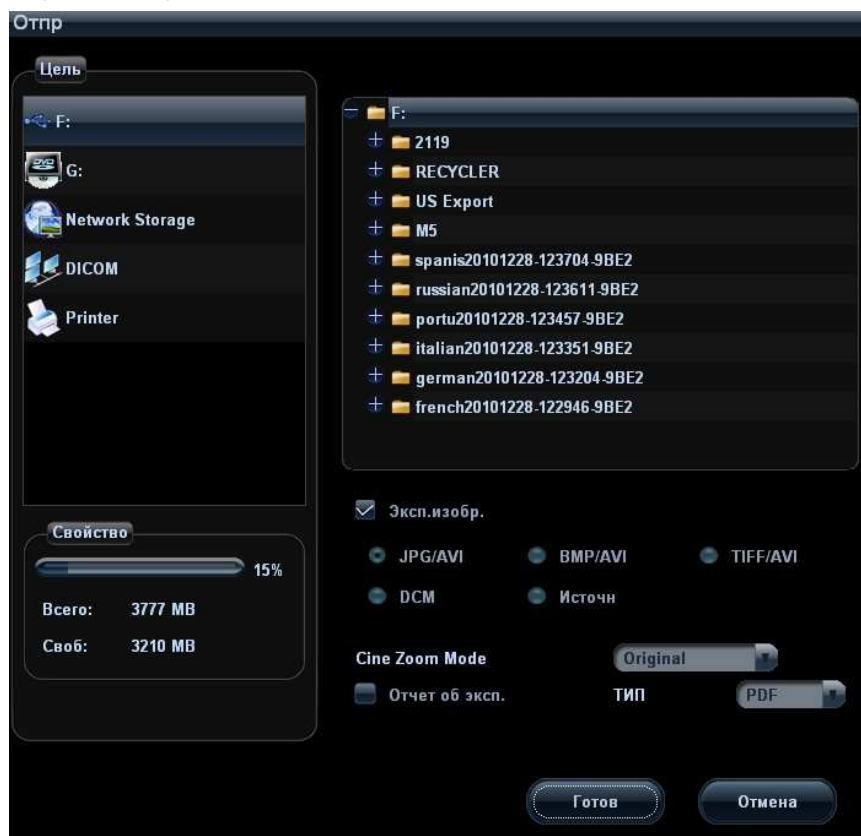 Отпр
Цель
F:
G:
Network Storage
DICOM
Printer
Свойство
15%
Всего: 3777 MB
Своб: 3210 MB
F:
2119
RECYCLER
US Export
M5
spanis20101228-123704-9BE2
russian20101228-123611-9BE2
portu20101228-123457-9BE2
italian20101228-123351-9BE2
german20101228-123204-9BE2
french20101228-122946-9BE2
Эксп.изобр.
JPG/AVI BMP/AVI TIFF/AVI
DCM Источн
Cine Zoom Mode Original
Отчет об эксп. ТИП PDF
Готов Отмена